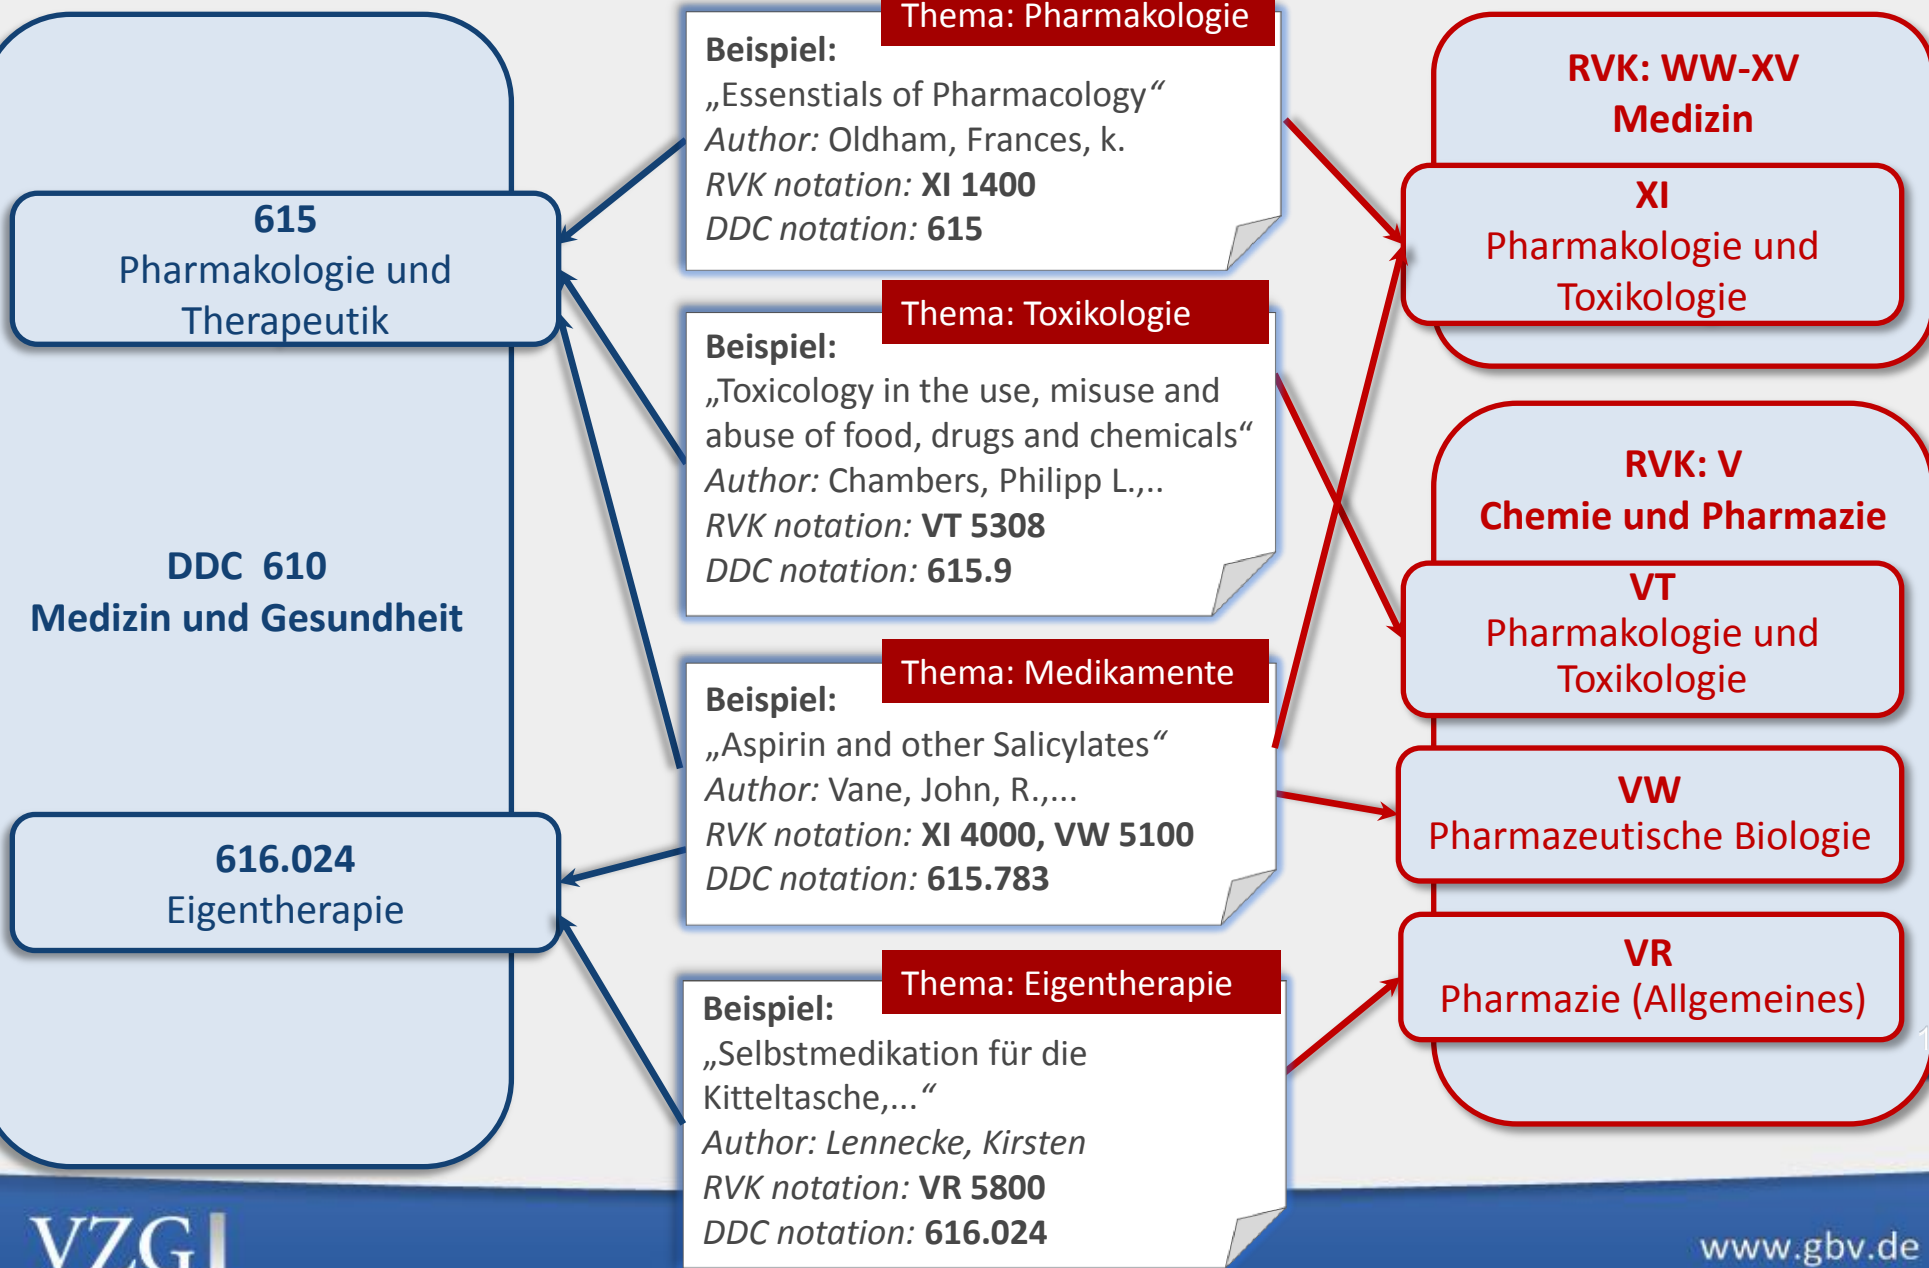 615
Pharmakologie und
Therapeutik
DDC 610
Medizin und Gesundheit
616.024
Eigentherapie
Thema: Pharmakologie
Beispiel:
„Essenstials of Pharmacology“
Author: Oldham, Frances, k.
RVK notation: XI 1400
DDC notation: 615
Thema: Toxikologie
Beispiel:
„Toxicology in the use, misuse and
abuse of food, drugs and chemicals“
Author: Chambers, Philipp L.,..
RVK notation: VT 5308
DDC notation: 615.9
Thema: Medikamente
Beispiel:
„Aspirin and other Salicylates“
Author: Vane, John, R.,...
RVK notation: XI 4000, VW 5100
DDC notation: 615.783
Thema: Eigentherapie
Beispiel:
„Selbstmedikation für die
Kitteltasche,...“
Author: Lennecke, Kirsten
RVK notation: VR 5800
DDC notation: 616.024
RVK: WW-XV
Medizin
XI
Pharmakologie und
Toxikologie
RVK: V
Chemie und Pharmazie
VT
Pharmakologie und
Toxikologie
VW
Pharmazeutische Biologie
VR
Pharmazie (Allgemeines)
VZG
www.gbv.de